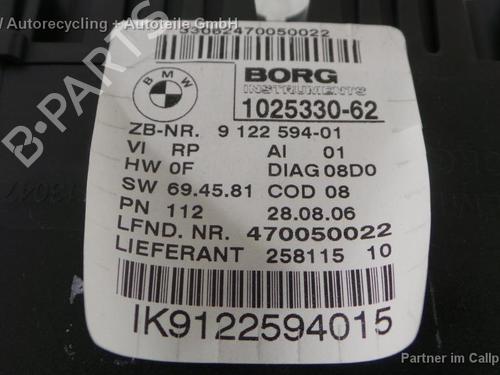 Autorecycling + Autoteile GmbH
33062470050022
BMW
BORG
INSTRUMENTS
1025330-62
ZB-NR. 9 122 594-01
VI RP AI 01
HW 0F DIAG 08D0
SW 69.45.81 COD 08
PN 112 28.08.06
LFND. NR. 470050022
LIEFERANT 258115 10
IK9122594015
B-PARTS
Partner im Callp